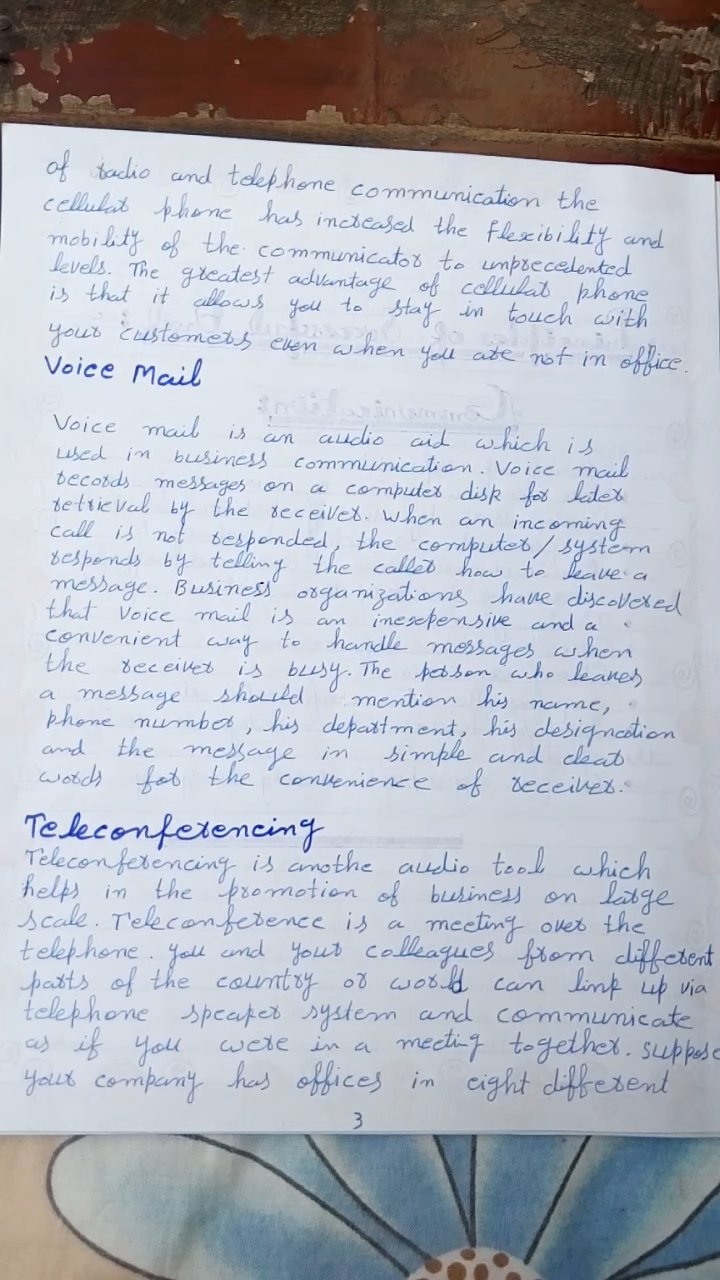 of radio and telephone communication the
cellular phone has increased the flexibility and
mobility of the communicator to unprecedented
levels. The greatest advantage of cellular phone
is that it allows you to stay in touch with
your customers even when you are not in office.
Voice Mail
Voice mail is an audio aid which is
used in business communication. Voice mail
records messages on a computer disk for later
retrieval by the receiver. When an incoming
call is not responded, the computer/system
responds by telling the caller how to leave a
message. Business organizations have discovered
that Voice mail is an inexpensive and a
convenient way to handle messages when
the receiver is busy. The person who leaves
a message should mention his name,
phone number, his department, his designation
and the message in simple and clear
words for the convenience of receiver.
Teleconferencing
Teleconferencing is anothe audio tool which
helps in the promotion of business on large
scale. Teleconference is a meeting over the
telephone. you and your colleagues from different
parts of the country or world can link up via
telephone speaper system and communicate
as if you were in a meeting together. suppose
your company has offices in eight different
3